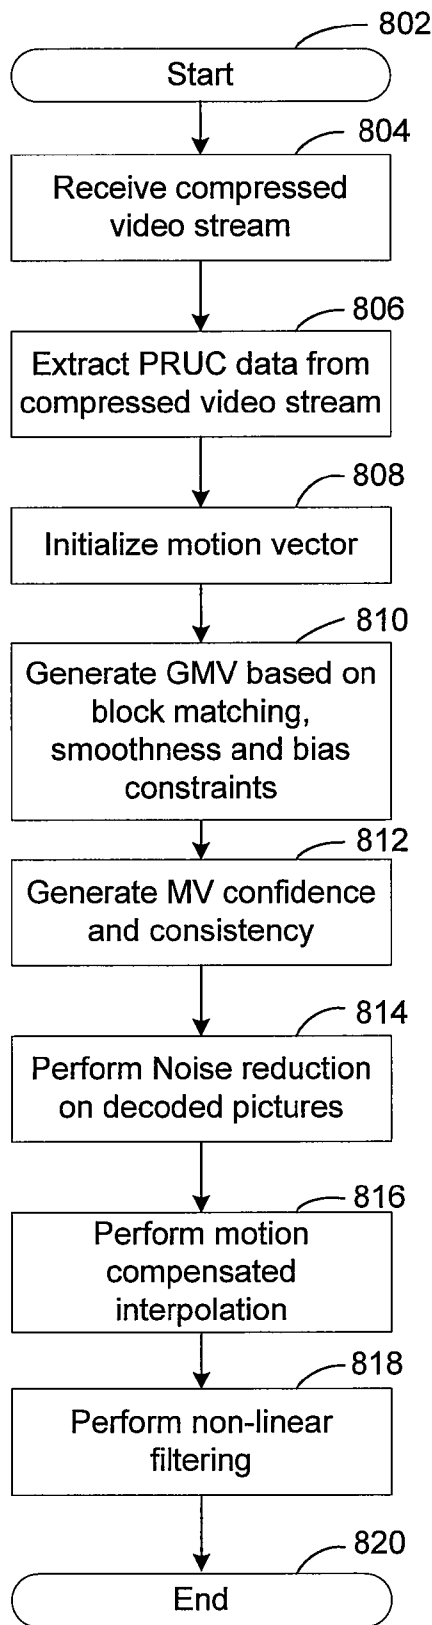 802
Start
804
Receive compressed
video stream
806
Extract PRUC data from
compressed video stream
808
Initialize motion vector
810
Generate GMV based on
block matching,
smoothness and bias
constraints
812
Generate MV confidence
and consistency
814
Perform Noise reduction
on decoded pictures
816
Perform motion
compensated
interpolation
818
Perform non-linear
filtering
820
End